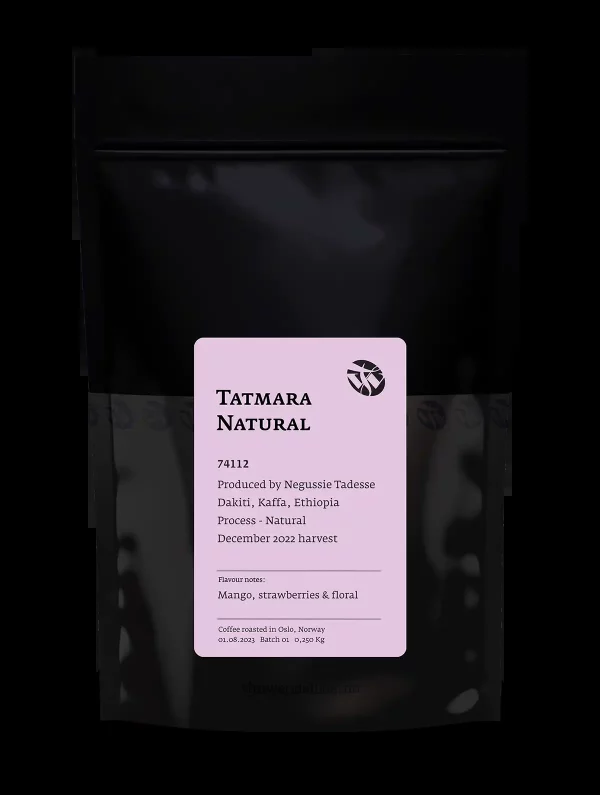 Tatmara
Natural
74112
Produced by Negussie Tadesse
Dakiti, Kaffa, Ethiopia
Process - Natural
December 2022 harvest
Flavour notes:
Mango, strawberries & floral
Coffee roasted in Oslo, Norway
01.08.2023 Batch 01 0,250 Kg